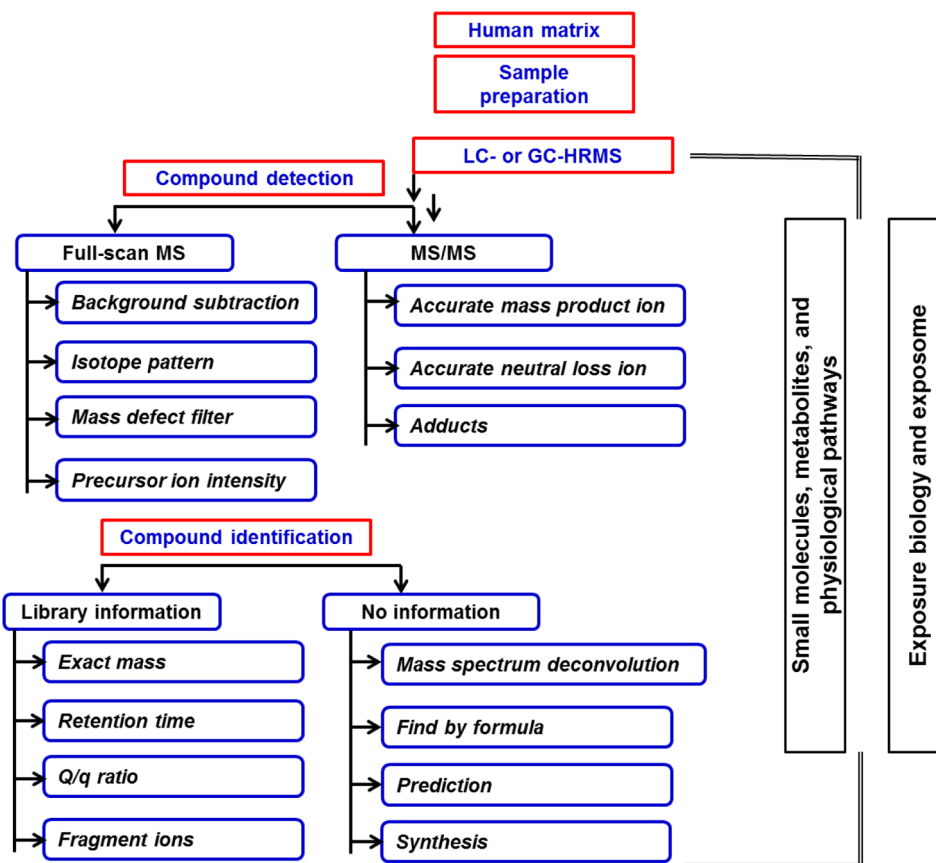 Human matrix
Sample
preparation
LC- or GC-HRMS
Compound detection
Full-scan MS
Background subtraction
Isotope pattern
Mass defect filter
Precursor ion intensity
MS/MS
Accurate mass product ion
Accurate neutral loss ion
Adducts
Compound identification
Library information
Exact mass
Retention time
Q/q ratio
Fragment ions
No information
Mass spectrum deconvolution
Find by formula
Prediction
Synthesis
Small molecules, metabolites, and
physiological pathways
Exposure biology and exposome